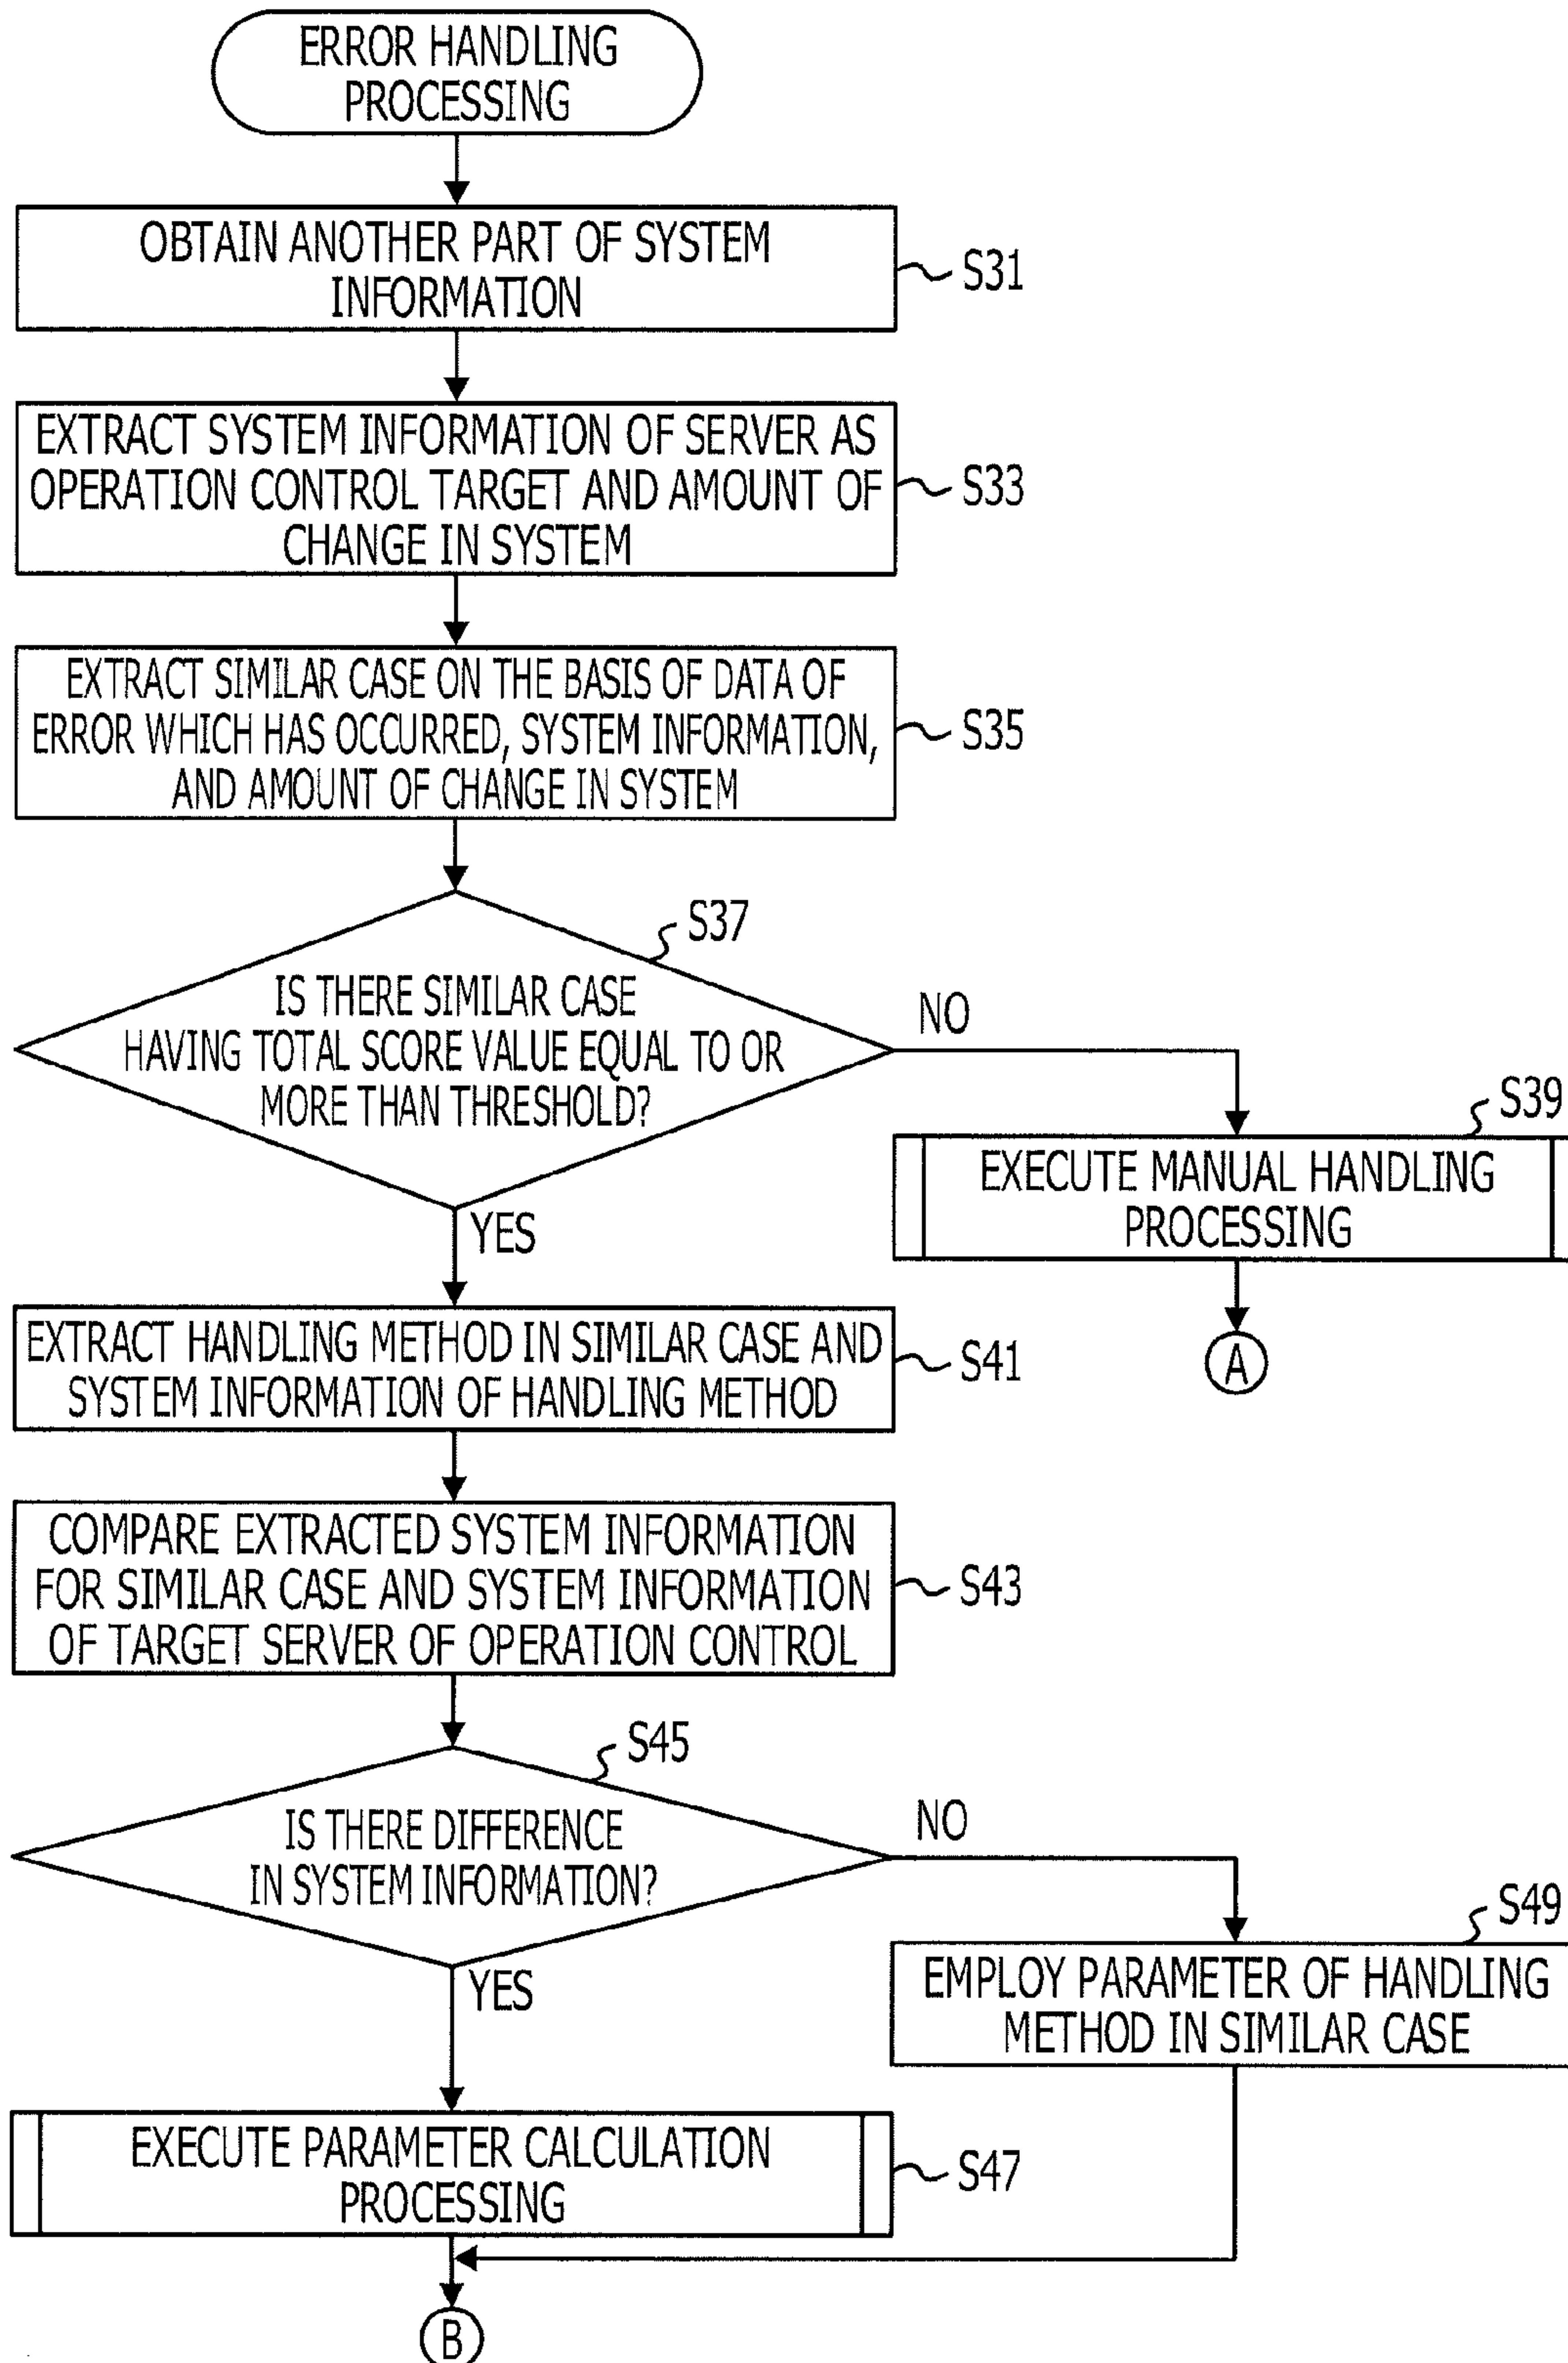 ERROR HANDLING
PROCESSING
OBTAIN ANOTHER PART OF SYSTEM
INFORMATION
S31
EXTRACT SYSTEM INFORMATION OF SERVER AS
OPERATION CONTROL TARGET AND AMOUNT OF
CHANGE IN SYSTEM
S33
EXTRACT SIMILAR CASE ON THE BASIS OF DATA OF
ERROR WHICH HAS OCCURRED, SYSTEM INFORMATION,
AND AMOUNT OF CHANGE IN SYSTEM
S35
S37
IS THERE SIMILAR CASE
HAVING TOTAL SCORE VALUE EQUAL TO OR
MORE THAN THRESHOLD?
NO
YES
S39
EXECUTE MANUAL HANDLING
PROCESSING
A
EXTRACT HANDLING METHOD IN SIMILAR CASE AND
SYSTEM INFORMATION OF HANDLING METHOD
S41
COMPARE EXTRACTED SYSTEM INFORMATION
FOR SIMILAR CASE AND SYSTEM INFORMATION
OF TARGET SERVER OF OPERATION CONTROL
S43
S45
IS THERE DIFFERENCE
IN SYSTEM INFORMATION?
NO
YES
S49
EMPLOY PARAMETER OF HANDLING
METHOD IN SIMILAR CASE
EXECUTE PARAMETER CALCULATION
PROCESSING
S47
B